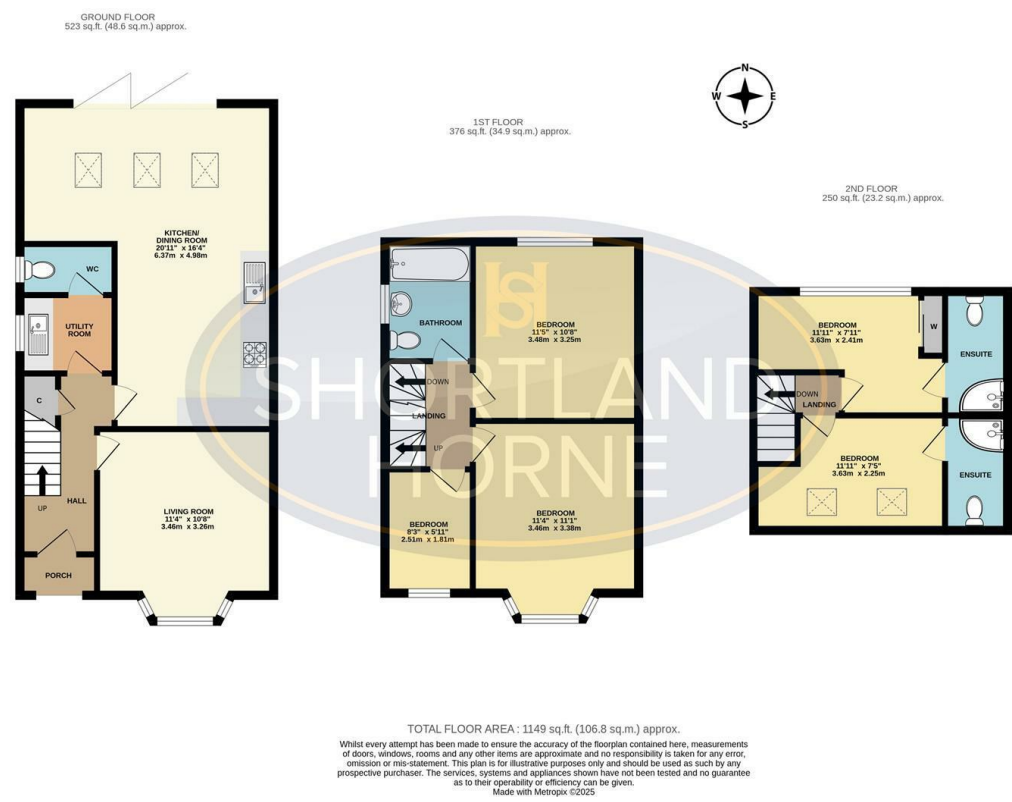 GROUND FLOOR
523 sq.ft. (48.6 sq.m.) approx.
KITCHEN/
DINING ROOM
20'11" x 16'4"
6.37m x 4.98m
WC
UTILITY
ROOM
C
UP
HALL
PORCH
LIVING ROOM
11'4" x 10'8"
3.46m x 3.26m
1ST FLOOR
376 sq.ft. (34.9 sq.m.) approx.
BATHROOM
BEDROOM
11'5" x 10'8"
3.48m x 3.25m
DOWN
LANDING
UP
BEDROOM
8'3" x 5'11"
2.51m x 1.81m
BEDROOM
11'4" x 11'1"
3.46m x 3.38m
N
W
E
S
2ND FLOOR
250 sq.ft. (23.2 sq.m.) approx.
BEDROOM
11'11" x 7'11"
3.63m x 2.41m
W
ENSUITE
DOWN
LANDING
BEDROOM
11'11" x 7'5"
3.63m x 2.25m
ENSUITE
SHORTLAND
HORNE
TOTAL FLOOR AREA : 1149 sq.ft. (106.8 sq.m.) approx.
Whilst every attempt has been made to ensure the accuracy of the floorplan contained here, measurements
of doors, windows, rooms and any other items are approximate and no responsibility is taken for any error,
omission or mis-statement. This plan is for illustrative purposes only and should be used as such by any
prospective purchaser. The services, systems and appliances shown have not been tested and no guarantee
as to their operability or efficiency can be given.
Made with Metropix ©2025